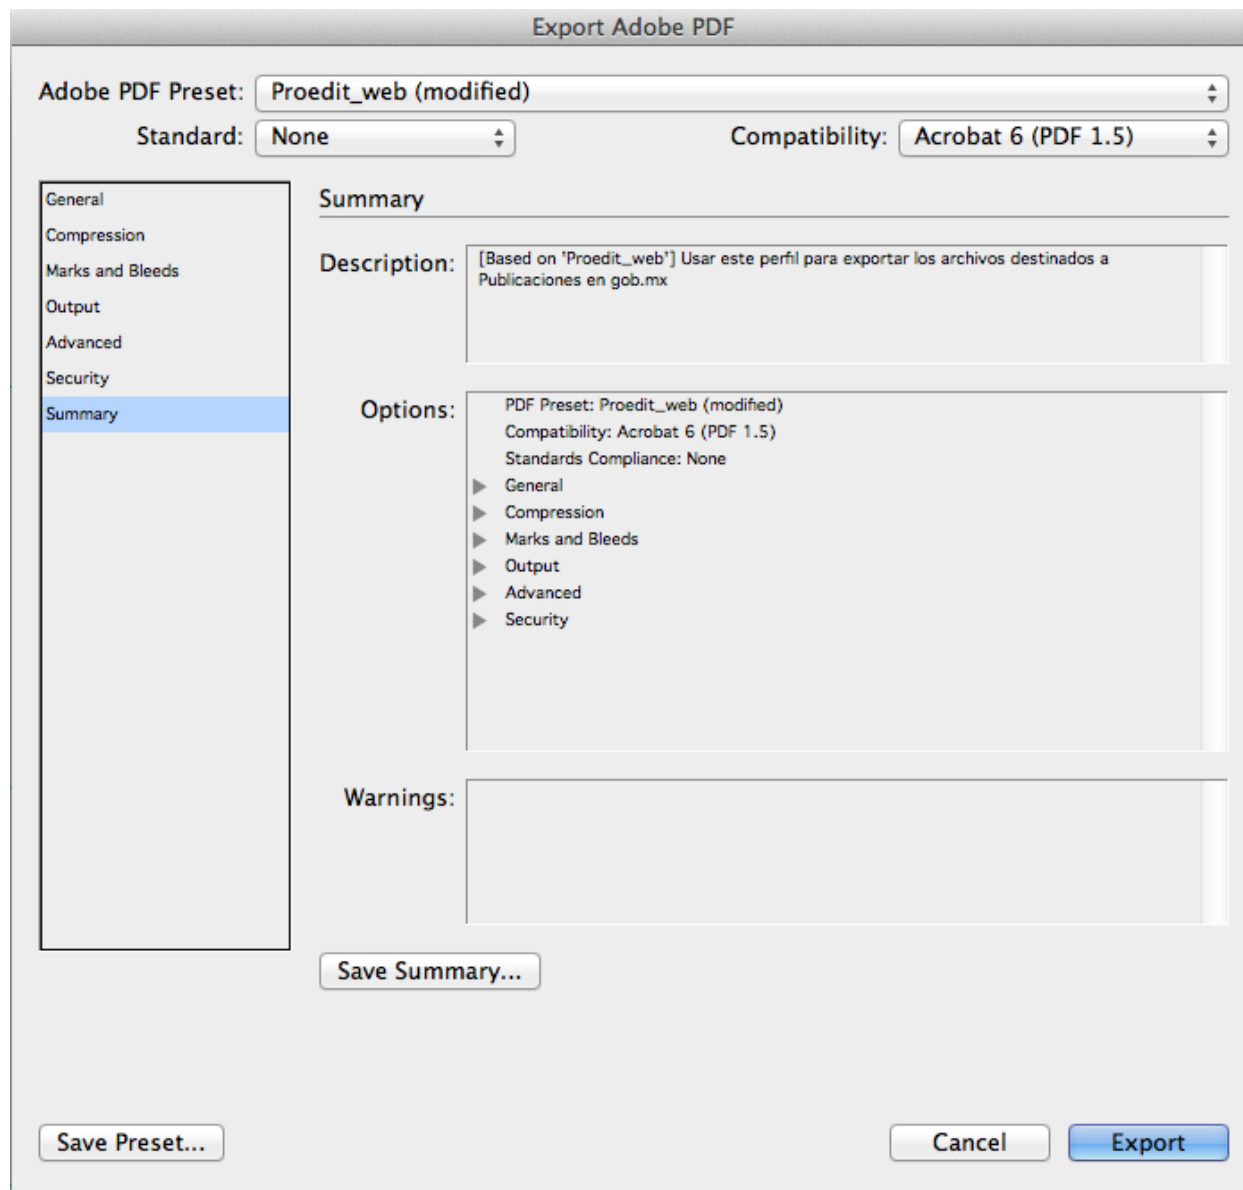 Export Adobe PDF
Adobe PDF Preset: Proedit_web (modified)
Standard: None Compatibility: Acrobat 6 (PDF 1.5)
General
Compression
Marks and Bleeds
Output
Advanced
Security
Summary
Summary
Description: [Based on 'Proedit_web'] Usar este perfil para exportar los archivos destinados a
Publicaciones en gob.mx
Options: PDF Preset: Proedit_web (modified)
Compatibility: Acrobat 6 (PDF 1.5)
Standards Compliance: None
General
Compression
Marks and Bleeds
Output
Advanced
Security
Warnings:
Save Summary...
Save Preset... Cancel Export